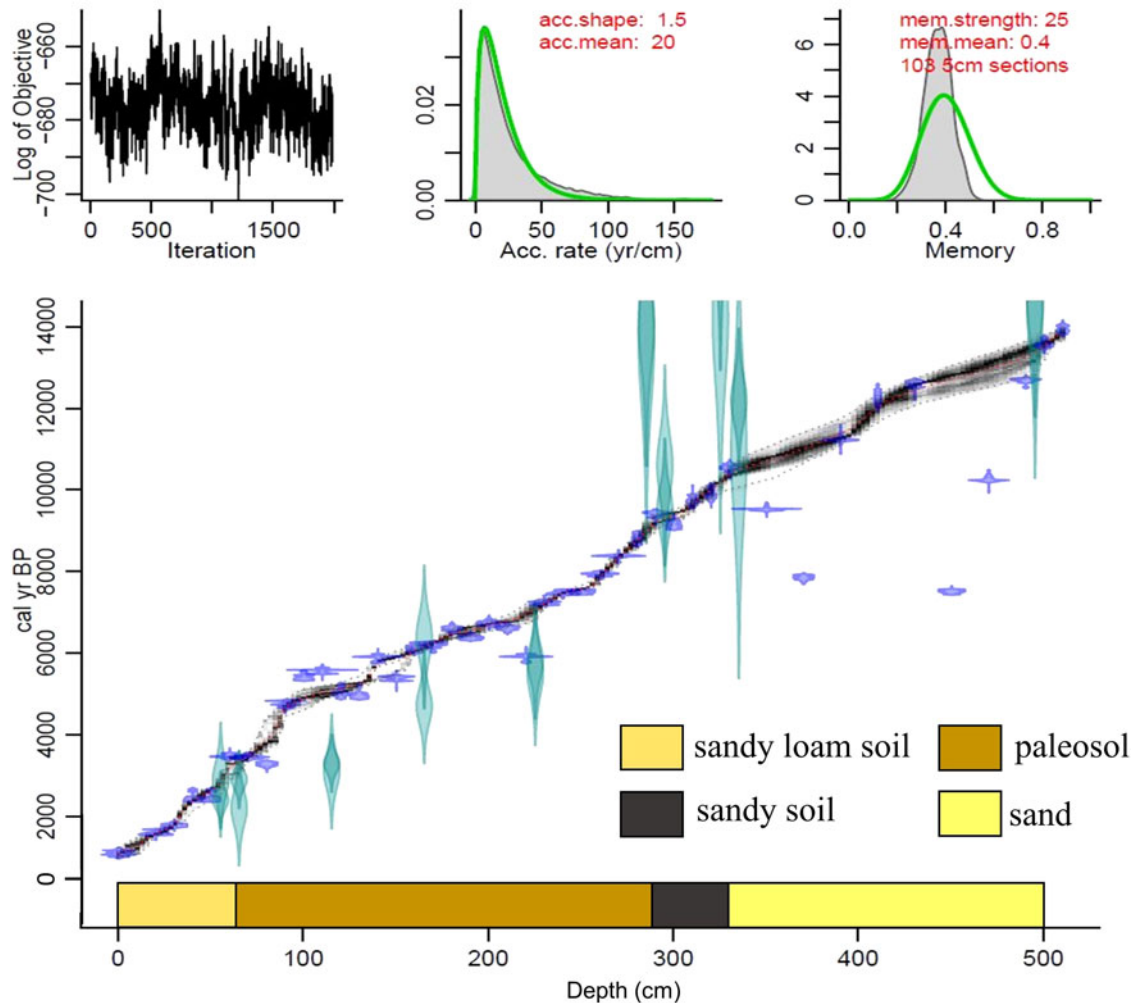 Log of Objective
-660
-680
-700
0
500
1500
Iteration
acc.shape: 1.5
acc.mean: 20
0.02
0.00
0
50
100
150
Acc. rate (yr/cm)
mem.strength: 25
mem.mean: 0.4
103 5cm sections
6
4
2
0
0.0
0.4
0.8
Memory
cal yr BP
14000
12000
10000
8000
6000
4000
2000
0
sandy loam soil
paleosol
sandy soil
sand
0
100
200
300
400
500
Depth (cm)